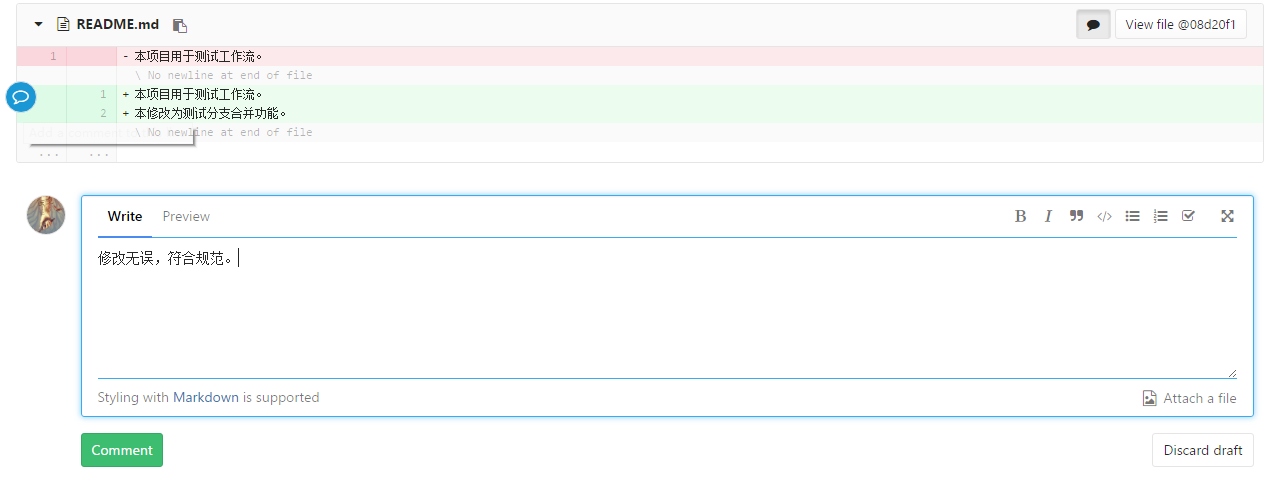 README.md View file @08d20f1
1 - 本项目用于测试工作流。
\ No newline at end of file
1 + 本项目用于测试工作流。
2 + 本修改为测试分支合并功能。
\ No newline at end of file
... ...
Write Preview B I
修改无误，符合规范。
Styling with Markdown is supported Attach a file
Comment Discard draft